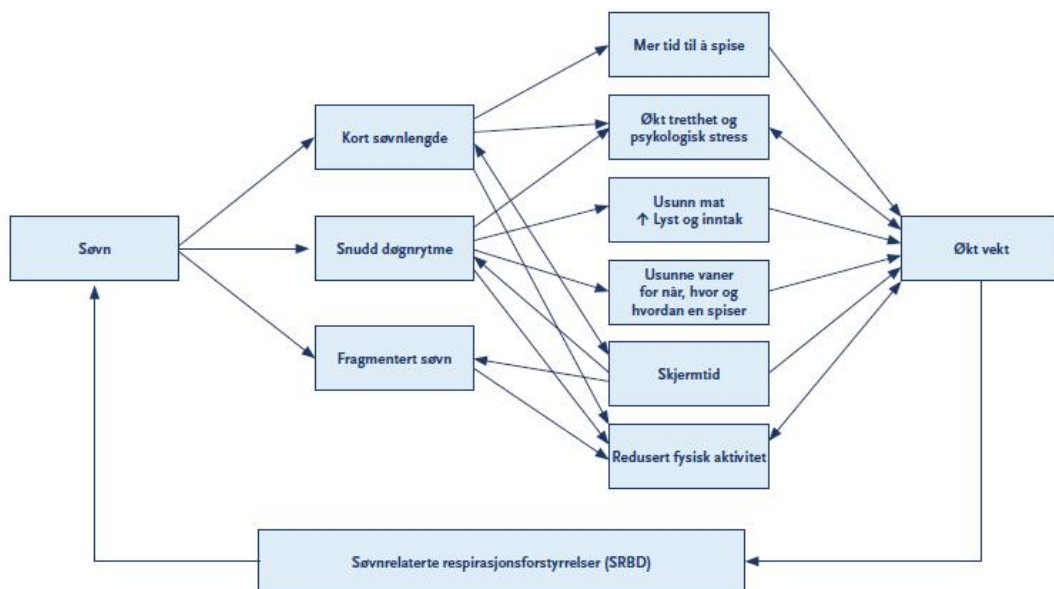 Søvn
Kort søvnlengde
Snudd døgnrytme
Fragmentert søvn
Mer tid til å spise
Økt tretthet og
psykologisk stress
Usunn mat
↑ Lyst og inntak
Usunne vaner
for når, hvor og
hvordan en spiser
Skjermtid
Redusert fysisk aktivitet
Økt vekt
Søvnrelaterte respirasjonsforstyrrelser (SRBD)